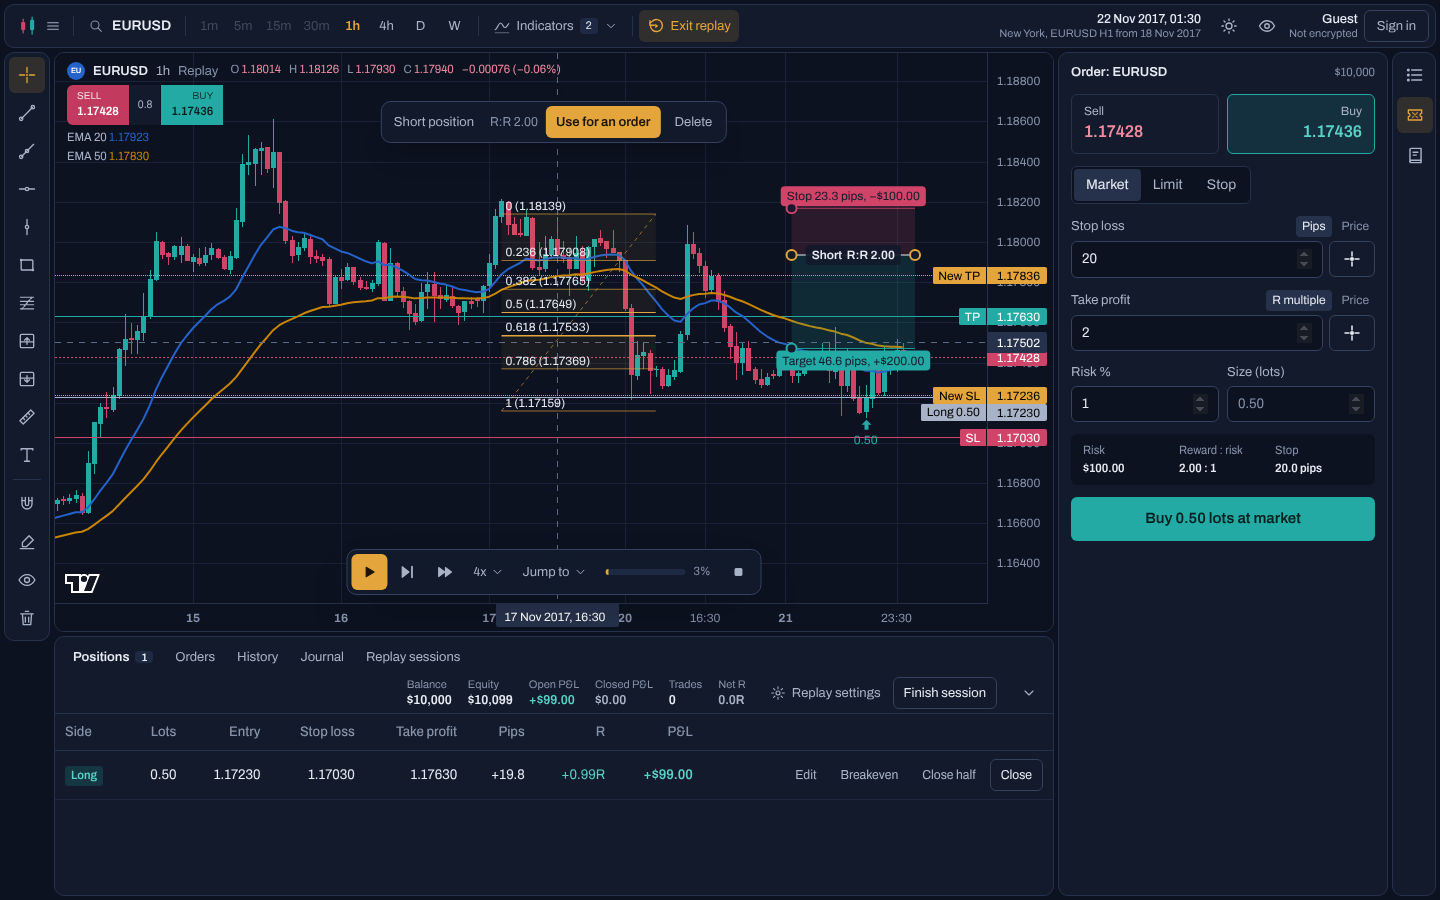 EURUSD 1m 5m 15m 30m 1h 4h D W Indicators 2 Exit replay
22 Nov 2017, 01:30
New York, EURUSD H1 from 18 Nov 2017
Guest
Not encrypted
Sign in
EU EURUSD 1h Replay O 1.18014 H 1.18126 L 1.17930 C 1.17940 −0.00076 (−0.06%)
SELL
1.17428
0.8
BUY
1.17436
EMA 20 1.17923
EMA 50 1.17830
Short position R:R 2.00 Use for an order Delete
0 (1.18139)
0.236 (1.17908)
0.382 (1.17765)
0.5 (1.17649)
0.618 (1.17533)
0.786 (1.17369)
1 (1.17159)
Stop 23.3 pips, −$100.00
Short R:R 2.00
Target 46.6 pips, +$200.00
0.50
1.18800
1.18600
1.18400
1.18200
1.18000
New TP 1.17836
TP 1.17630
1.17502
1.17428
New SL 1.17236
Long 0.50 1.17230
SL 1.17030
1.16800
1.16600
1.16400
4x Jump to 3%
15 16 17 17 Nov 2017, 16:30 20 16:30 21 23:30
Positions 1 Orders History Journal Replay sessions
Balance Equity Open P&L Closed P&L Trades Net R
$10,000 $10,099 +$99.00 $0.00 0 0.0R
Replay settings Finish session
Side Lots Entry Stop loss Take profit Pips R P&L
Long 0.50 1.17230 1.17030 1.17630 +19.8 +0.99R +$99.00 Edit Breakeven Close half Close
Order: EURUSD $10,000
Sell
1.17428
Buy
1.17436
Market Limit Stop
Stop loss Pips Price
20
Take profit R multiple Price
2
Risk % Size (lots)
1 0.50
Risk Reward : risk Stop
$100.00 2.00 : 1 20.0 pips
Buy 0.50 lots at market